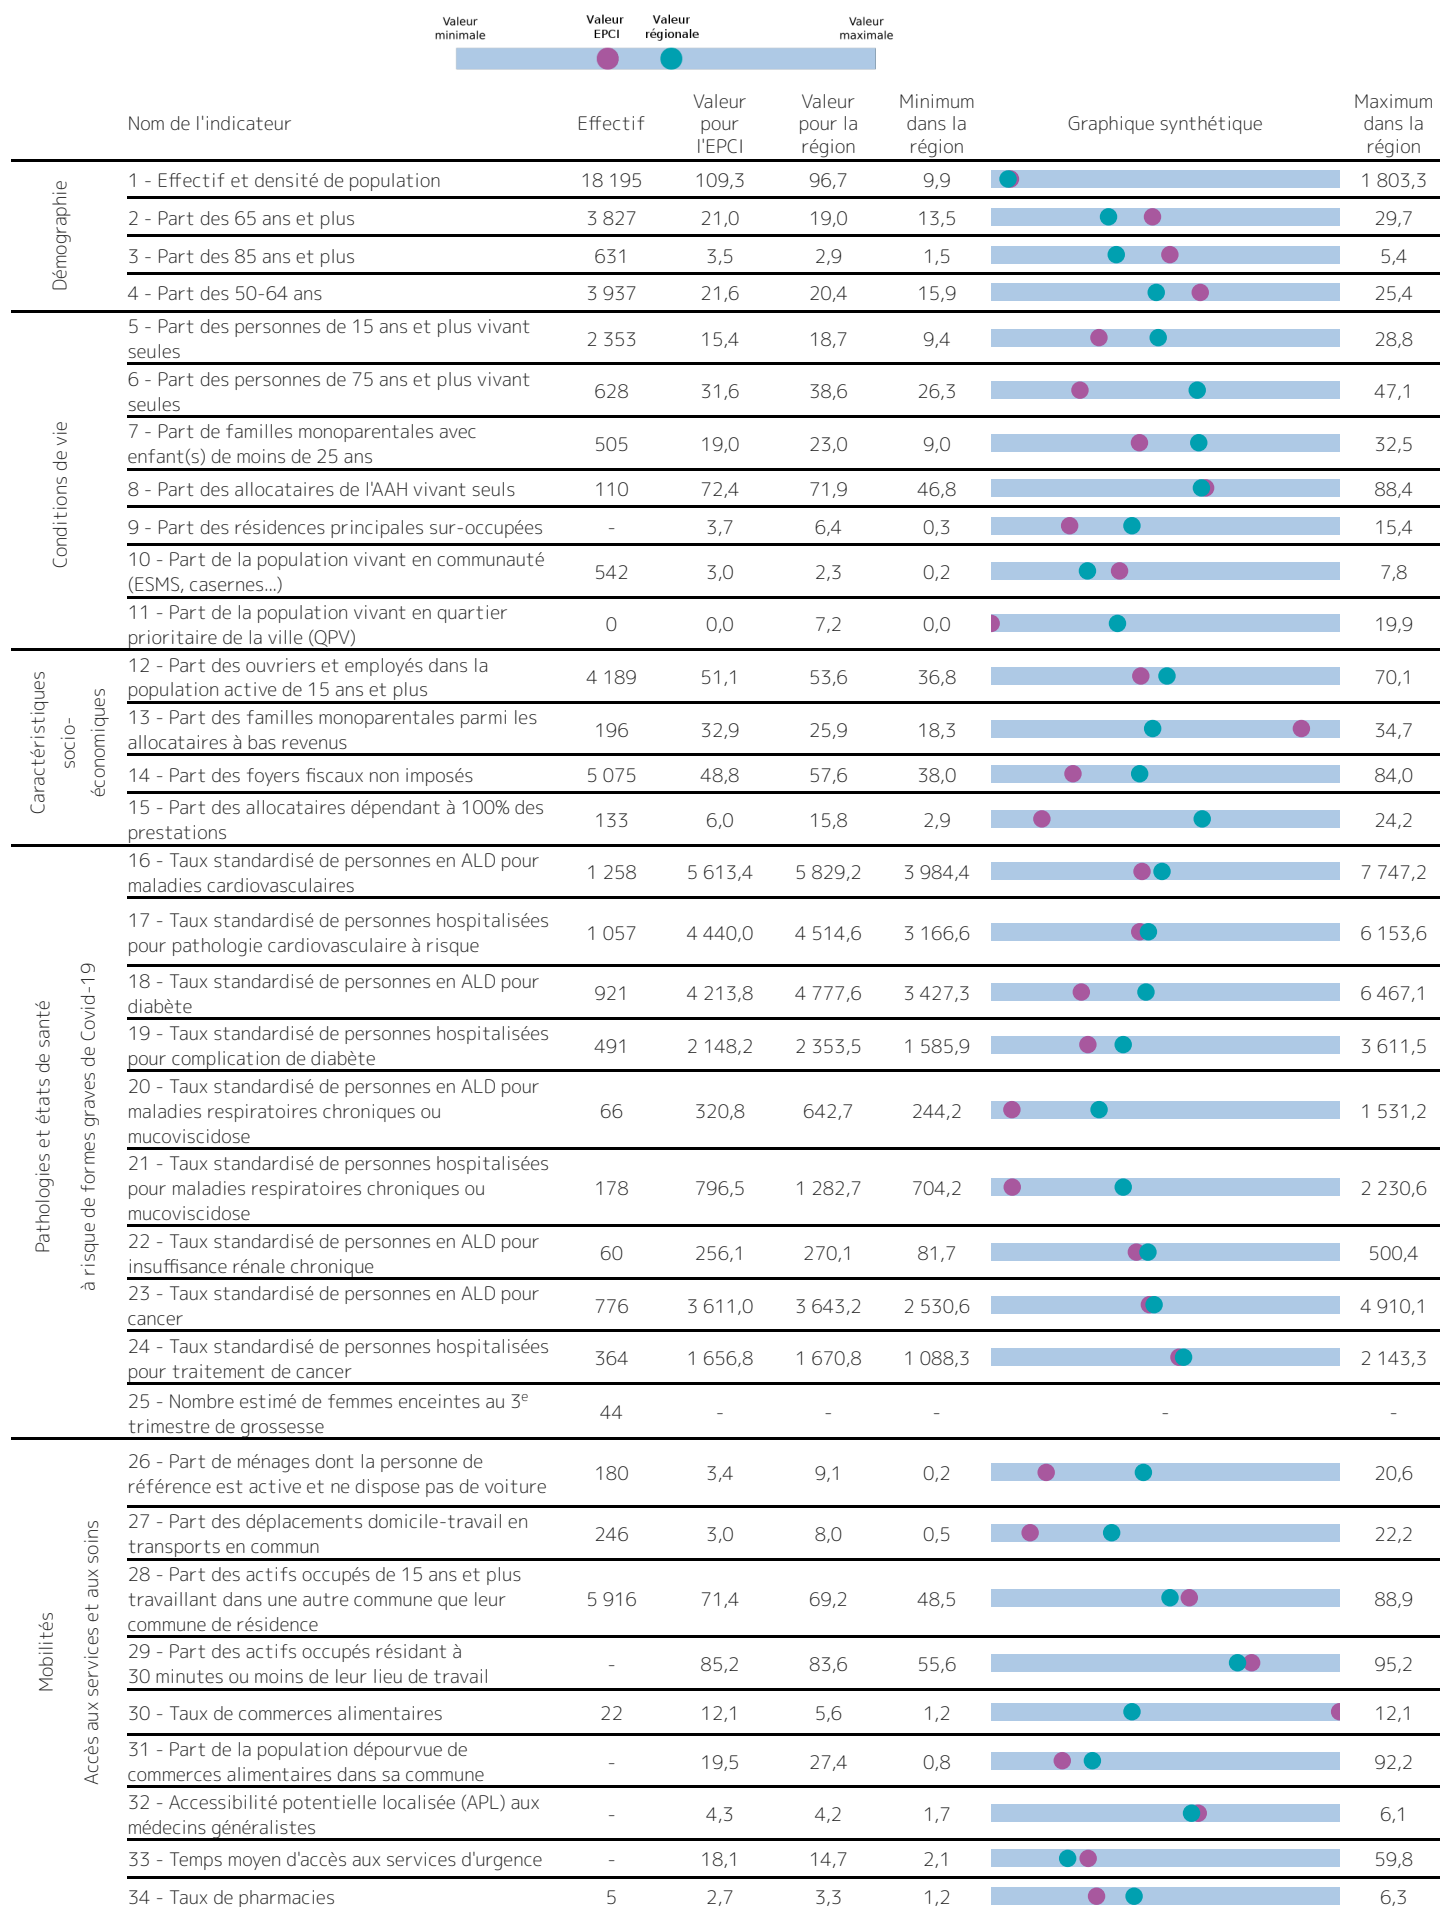 Valeur
minimale
Valeur
EPCI
Valeur
régionale
Valeur
maximale
Nom de l'indicateur
Effectif
Valeur
pour
l'EPCI
Valeur
pour la
région
Minimum
dans la
région
Graphique synthétique
Maximum
dans la
région
Démographie
1 - Effectif et densité de population 18 195 109,3 96,7 9,9 1 803,3
2 - Part des 65 ans et plus 3 827 21,0 19,0 13,5 29,7
3 - Part des 85 ans et plus 631 3,5 2,9 1,5 5,4
4 - Part des 50-64 ans 3 937 21,6 20,4 15,9 25,4
Conditions de vie
5 - Part des personnes de 15 ans et plus vivant
seules
2 353 15,4 18,7 9,4 28,8
6 - Part des personnes de 75 ans et plus vivant
seules
628 31,6 38,6 26,3 47,1
7 - Part de familles monoparentales avec
enfant(s) de moins de 25 ans
505 19,0 23,0 9,0 32,5
8 - Part des allocataires de l'AAH vivant seuls 110 72,4 71,9 46,8 88,4
9 - Part des résidences principales sur-occupées - 3,7 6,4 0,3 15,4
10 - Part de la population vivant en communauté
(ESMS, casernes...)
542 3,0 2,3 0,2 7,8
11 - Part de la population vivant en quartier
prioritaire de la ville (QPV)
0 0,0 7,2 0,0 19,9
Caractéristiques
socio-
économiques
12 - Part des ouvriers et employés dans la
population active de 15 ans et plus
4 189 51,1 53,6 36,8 70,1
13 - Part des familles monoparentales parmi les
allocataires à bas revenus
196 32,9 25,9 18,3 34,7
14 - Part des foyers fiscaux non imposés 5 075 48,8 57,6 38,0 84,0
15 - Part des allocataires dépendant à 100% des
prestations
133 6,0 15,8 2,9 24,2
Pathologies et états de santé
à risque de formes graves de Covid-19
16 - Taux standardisé de personnes en ALD pour
maladies cardiovasculaires
1 258 5 613,4 5 829,2 3 984,4 7 747,2
17 - Taux standardisé de personnes hospitalisées
pour pathologie cardiovasculaire à risque
1 057 4 440,0 4 514,6 3 166,6 6 153,6
18 - Taux standardisé de personnes en ALD pour
diabète
921 4 213,8 4 777,6 3 427,3 6 467,1
19 - Taux standardisé de personnes hospitalisées
pour complication de diabète
491 2 148,2 2 353,5 1 585,9 3 611,5
20 - Taux standardisé de personnes en ALD pour
maladies respiratoires chroniques ou
mucoviscidose
66 320,8 642,7 244,2 1 531,2
21 - Taux standardisé de personnes hospitalisées
pour maladies respiratoires chroniques ou
mucoviscidose
178 796,5 1 282,7 704,2 2 230,6
22 - Taux standardisé de personnes en ALD pour
insuffisance rénale chronique
60 256,1 270,1 81,7 500,4
23 - Taux standardisé de personnes en ALD pour
cancer
776 3 611,0 3 643,2 2 530,6 4 910,1
24 - Taux standardisé de personnes hospitalisées
pour traitement de cancer
364 1 656,8 1 670,8 1 088,3 2 143,3
25 - Nombre estimé de femmes enceintes au 3e
trimestre de grossesse
44 - - - - -
Mobilités
Accès aux services et aux soins
26 - Part de ménages dont la personne de
référence est active et ne dispose pas de voiture
180 3,4 9,1 0,2 20,6
27 - Part des déplacements domicile-travail en
transports en commun
246 3,0 8,0 0,5 22,2
28 - Part des actifs occupés de 15 ans et plus
travaillant dans une autre commune que leur
commune de résidence
5 916 71,4 69,2 48,5 88,9
29 - Part des actifs occupés résidant à
30 minutes ou moins de leur lieu de travail
- 85,2 83,6 55,6 95,2
30 - Taux de commerces alimentaires 22 12,1 5,6 1,2 12,1
31 - Part de la population dépourvue de
commerces alimentaires dans sa commune
- 19,5 27,4 0,8 92,2
32 - Accessibilité potentielle localisée (APL) aux
médecins généralistes
- 4,3 4,2 1,7 6,1
33 - Temps moyen d'accès aux services d'urgence - 18,1 14,7 2,1 59,8
34 - Taux de pharmacies 5 2,7 3,3 1,2 6,3